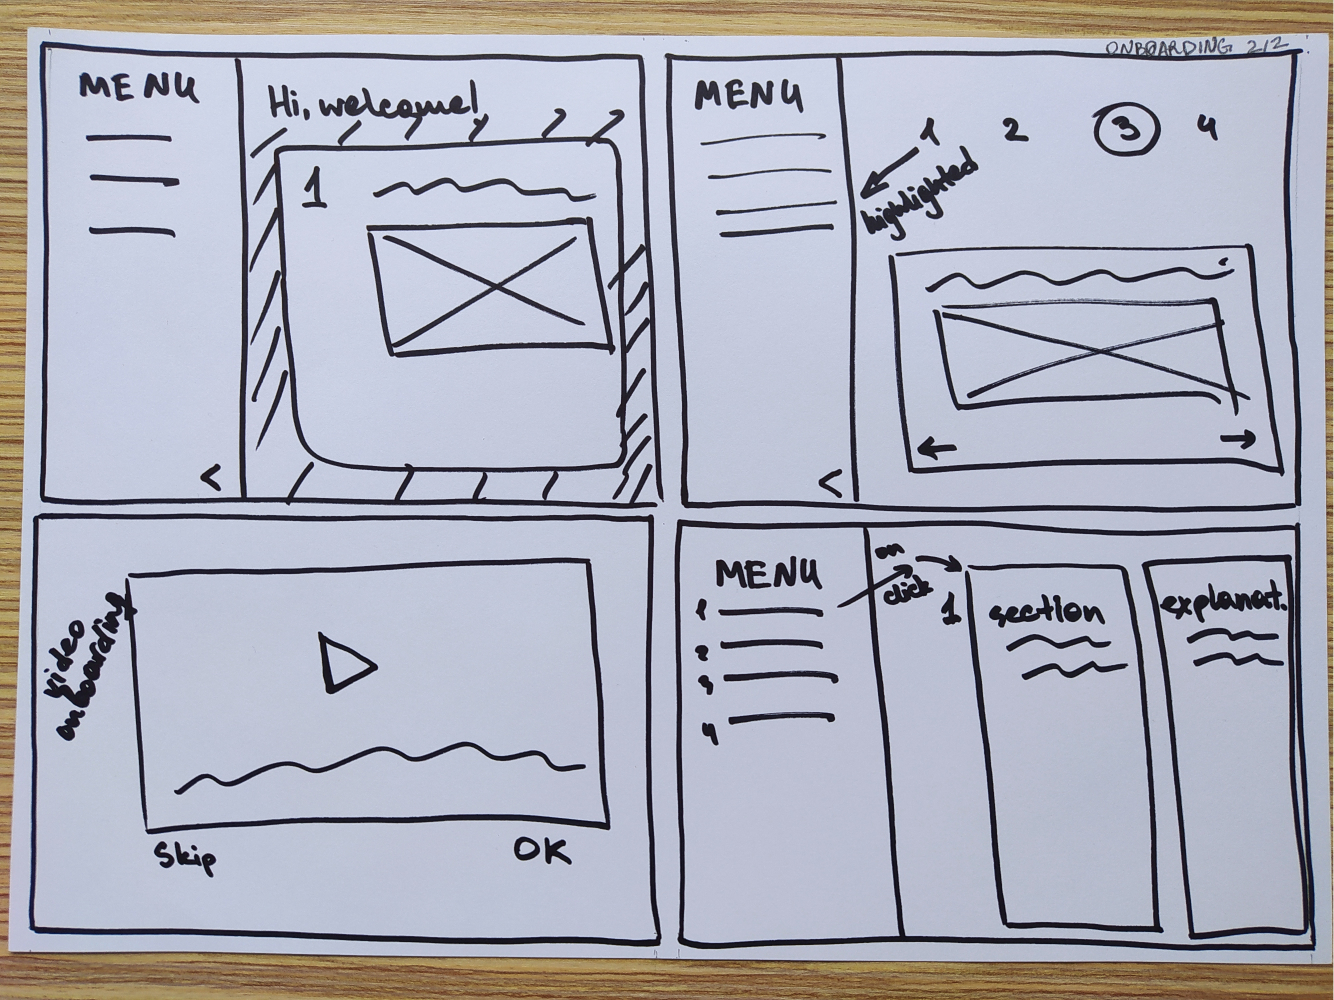 ONBOARDING 2/2
MENU
Hi, welcome!
1
<
MENU
1 2 3 4
highlighted
<
video
onboarding
Skip
OK
MENU
1
2
3
4
on
click
1
section
explanat.